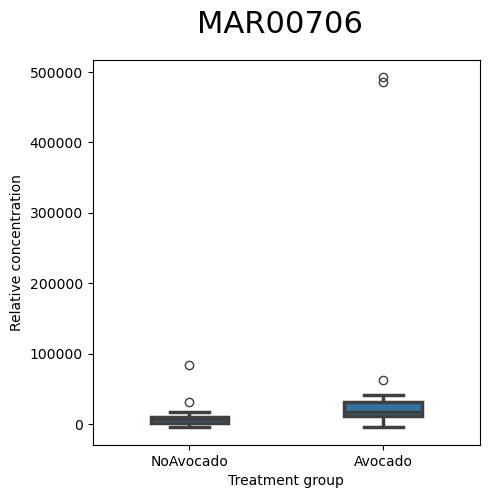 MAR00706
500000
400000
300000
200000
100000
0
Relative concentration
NoAvocado
Avocado
Treatment group